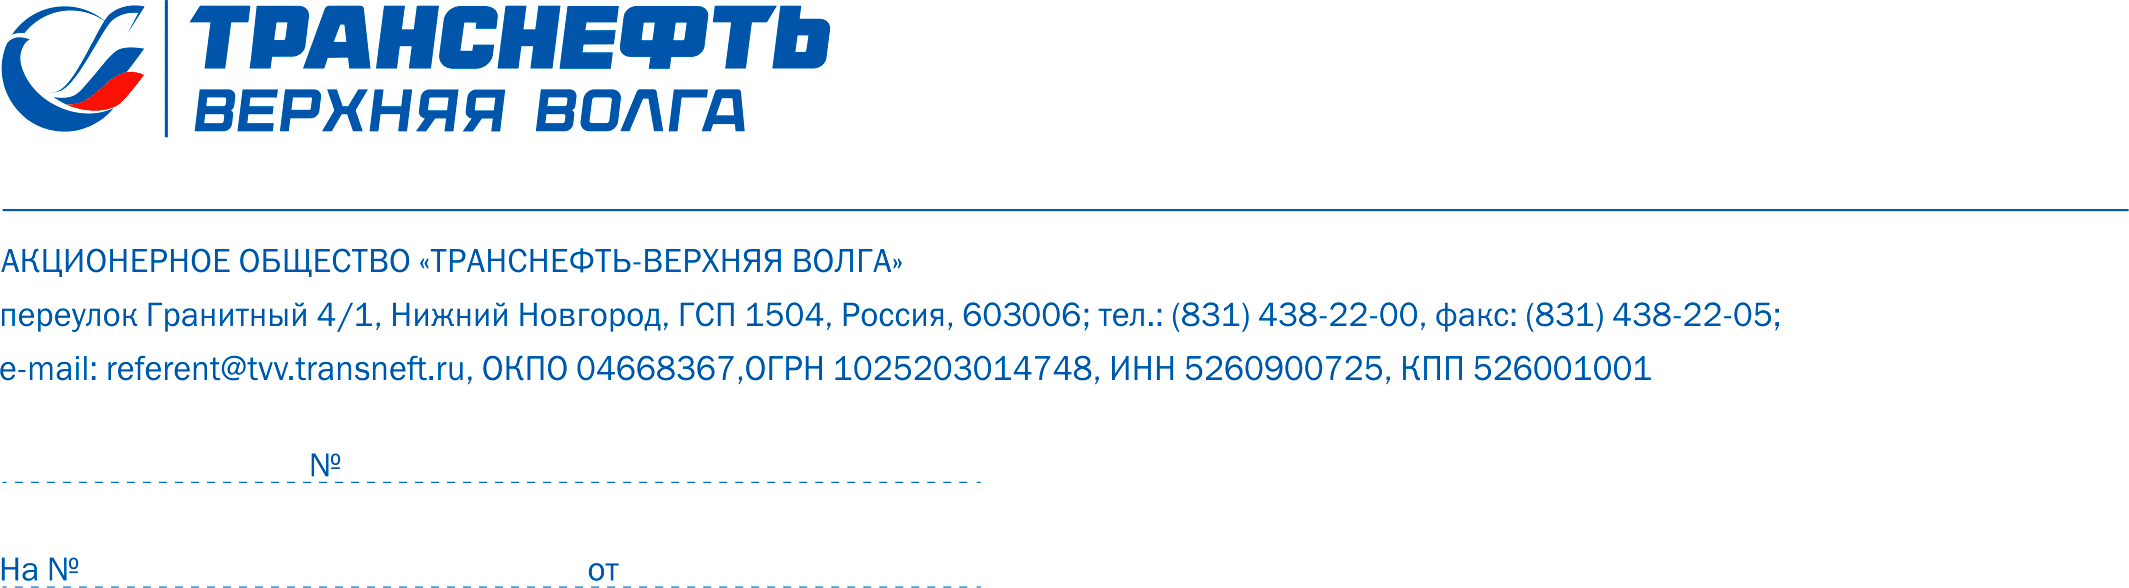 ТРАНСНЕФТЬ
ВЕРХНЯЯ ВОЛГА
АКЦИОНЕРНОЕ ОБЩЕСТВО «ТРАНСНЕФТЬ-ВЕРХНЯЯ ВОЛГА»
переулок Гранитный 4/1, Нижний Новгород, ГСП 1504, Россия, 603006; тел.: (831) 438-22-00, факс: (831) 438-22-05;
e-mail: referent@tvv.transneft.ru, ОКПО 04668367,ОГРН 1025203014748, ИНН 5260900725, КПП 526001001
№
На № от